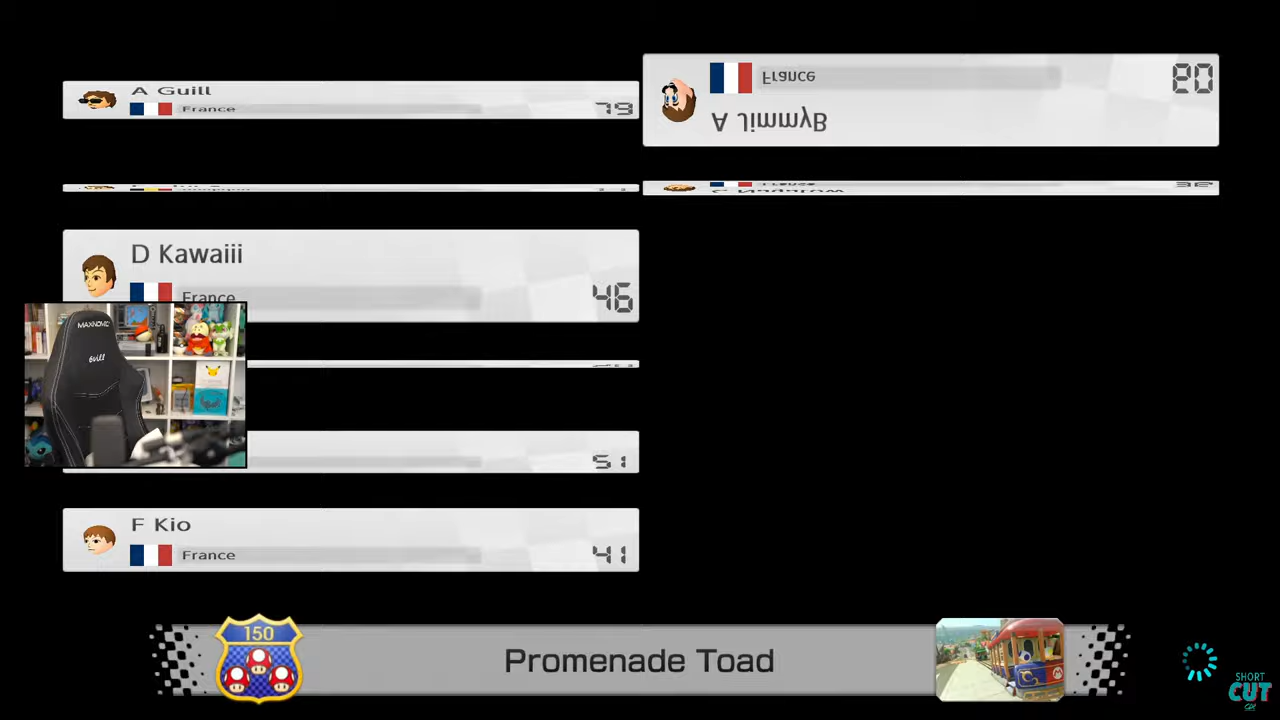 A Guill
France
79
A JimmyB
France
D Kawaiii
France
46
MAXNOMIC
Guill
51
F Kio
France
41
150
Promenade Toad
SHORT
CUT